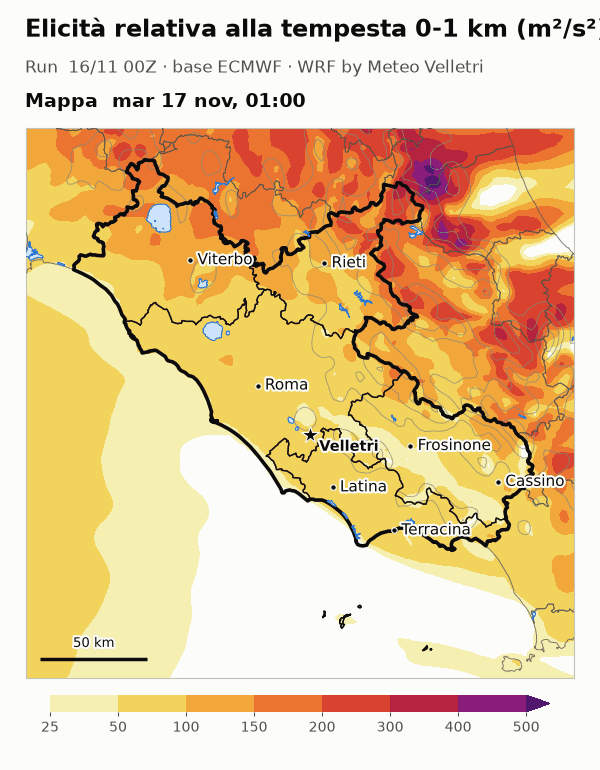 Elicità relativa alla tempesta 0-1 km (m²/s²)
Run  16/11 00Z · base ECMWF · WRF by Meteo Velletri
Mappa  mar 17 nov, 01:00
Viterbo
Rieti
Roma
Velletri
Frosinone
Cassino
Latina
Terracina
50 km
25 50 100 150 200 300 400 500